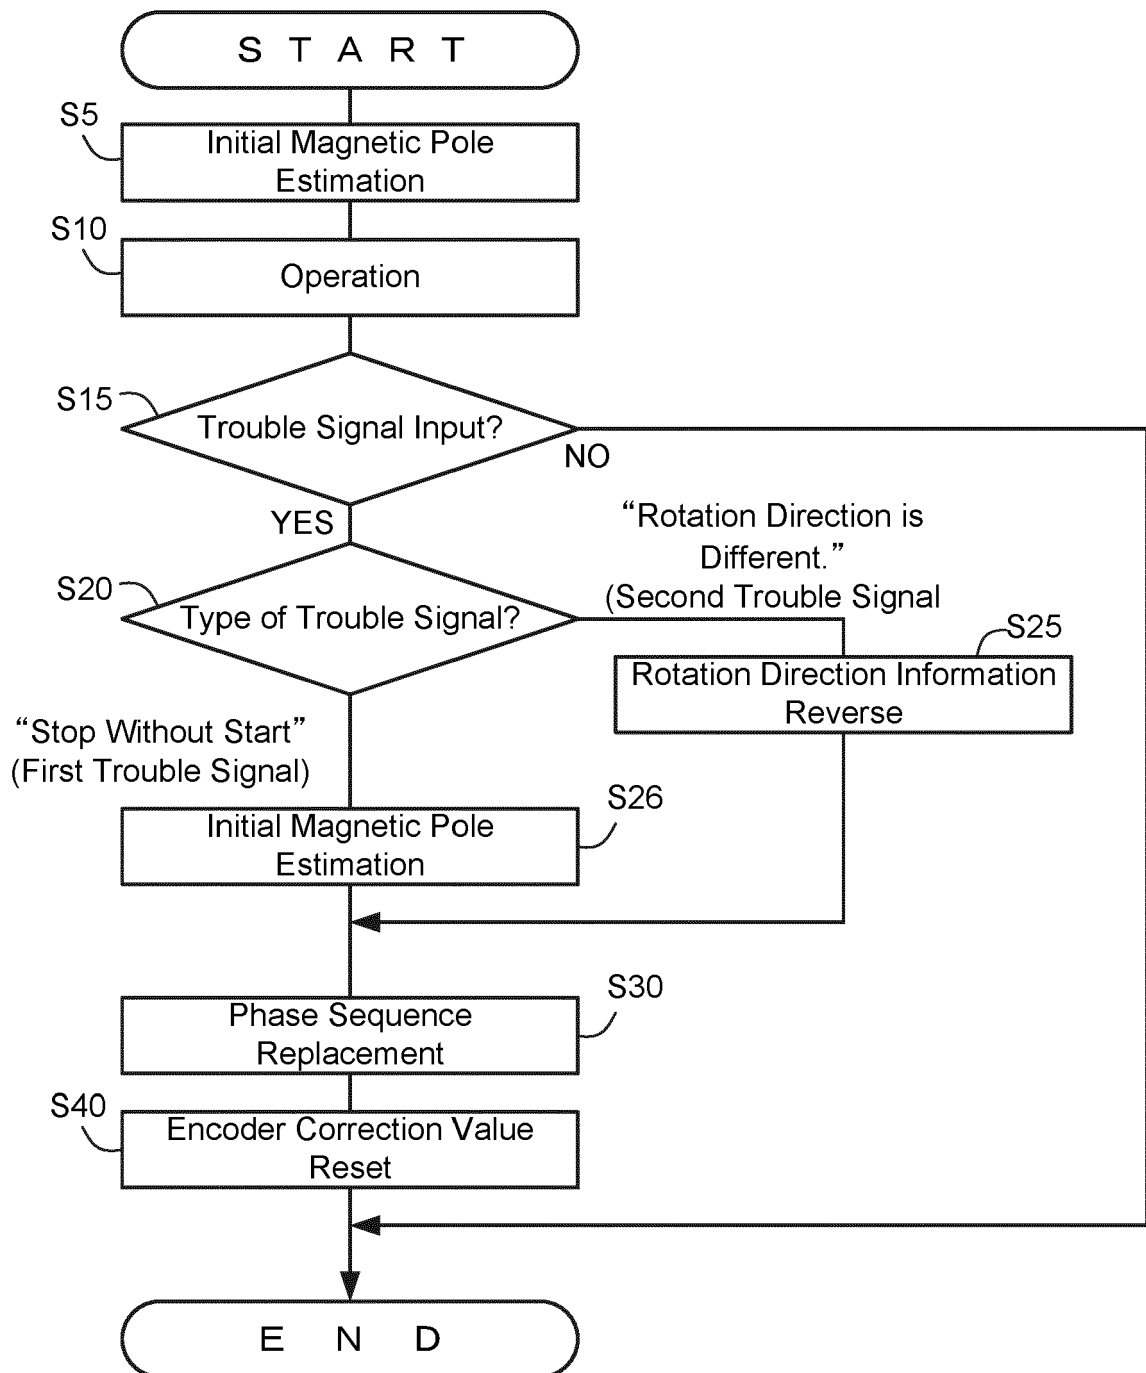 START
S5
Initial Magnetic Pole
Estimation
S10
Operation
S15
Trouble Signal Input?
NO
YES
“Rotation Direction is
Different.”
(Second Trouble Signal
S20
Type of Trouble Signal?
S25
Rotation Direction Information
Reverse
“Stop Without Start”
(First Trouble Signal)
S26
Initial Magnetic Pole
Estimation
S30
Phase Sequence
Replacement
S40
Encoder Correction Value
Reset
END